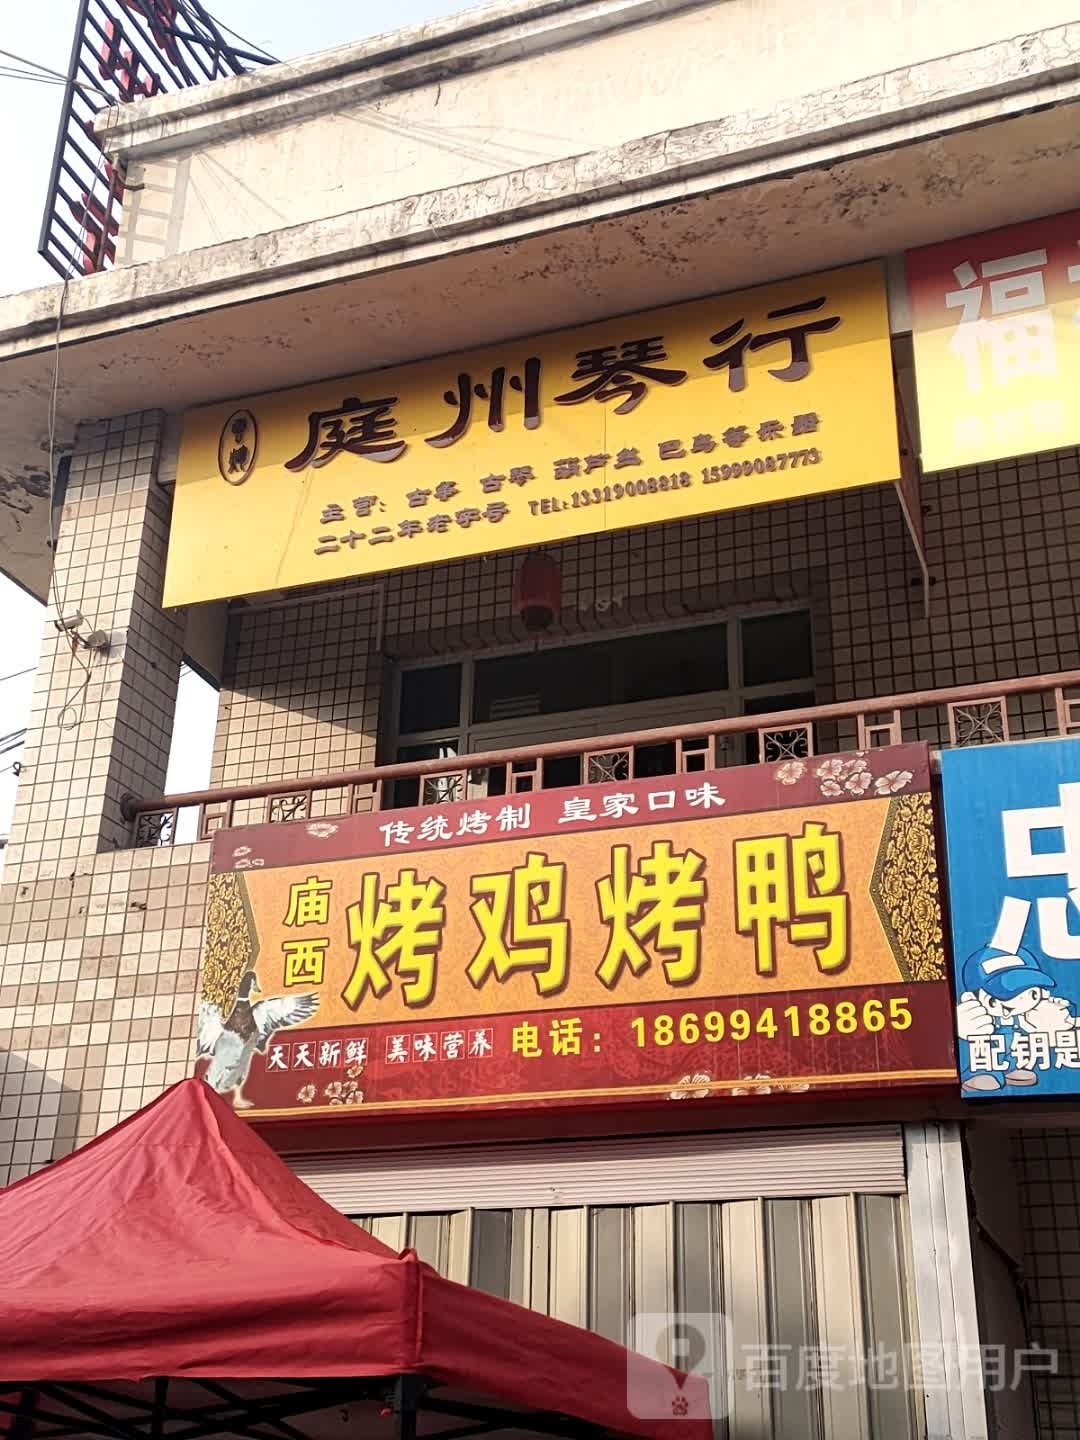 庭州琴行
主营：古筝 古琴 葫芦丝 巴乌等乐器
二十二年老字号 TEL:13319008818 15999087773
福
传统烤制 皇家口味
庙西
烤鸡烤鸭
天天新鲜 美味营养 电话：18699418865
忠
配钥匙
百度地图用户